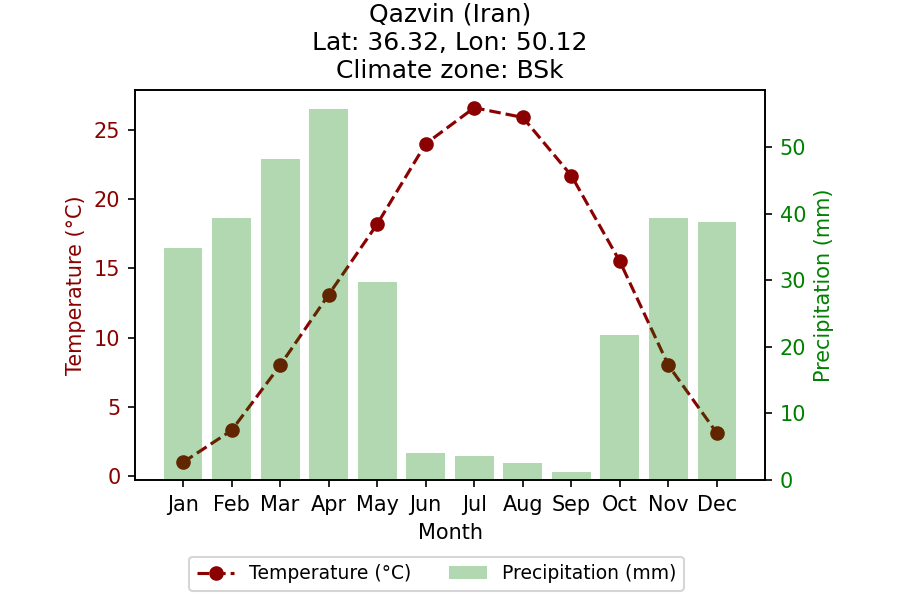 Qazvin (Iran)
Lat: 36.32, Lon: 50.12
Climate zone: BSk
Temperature (°C)
25
20
15
10
5
0
50
40
30
20
10
0
Precipitation (mm)
Jan Feb Mar Apr May Jun Jul Aug Sep Oct Nov Dec
Month
Temperature (°C) Precipitation (mm)